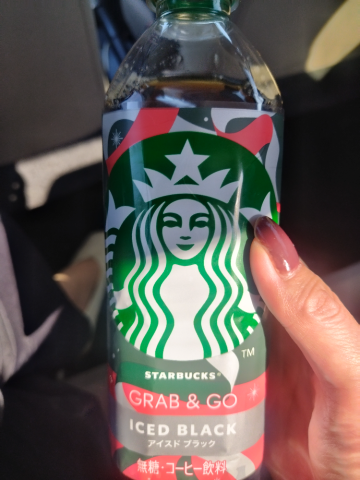 TM
STARBUCKS®
GRAB & GO
ICED BLACK
アイスド ブラック
無糖・コーヒー飲料